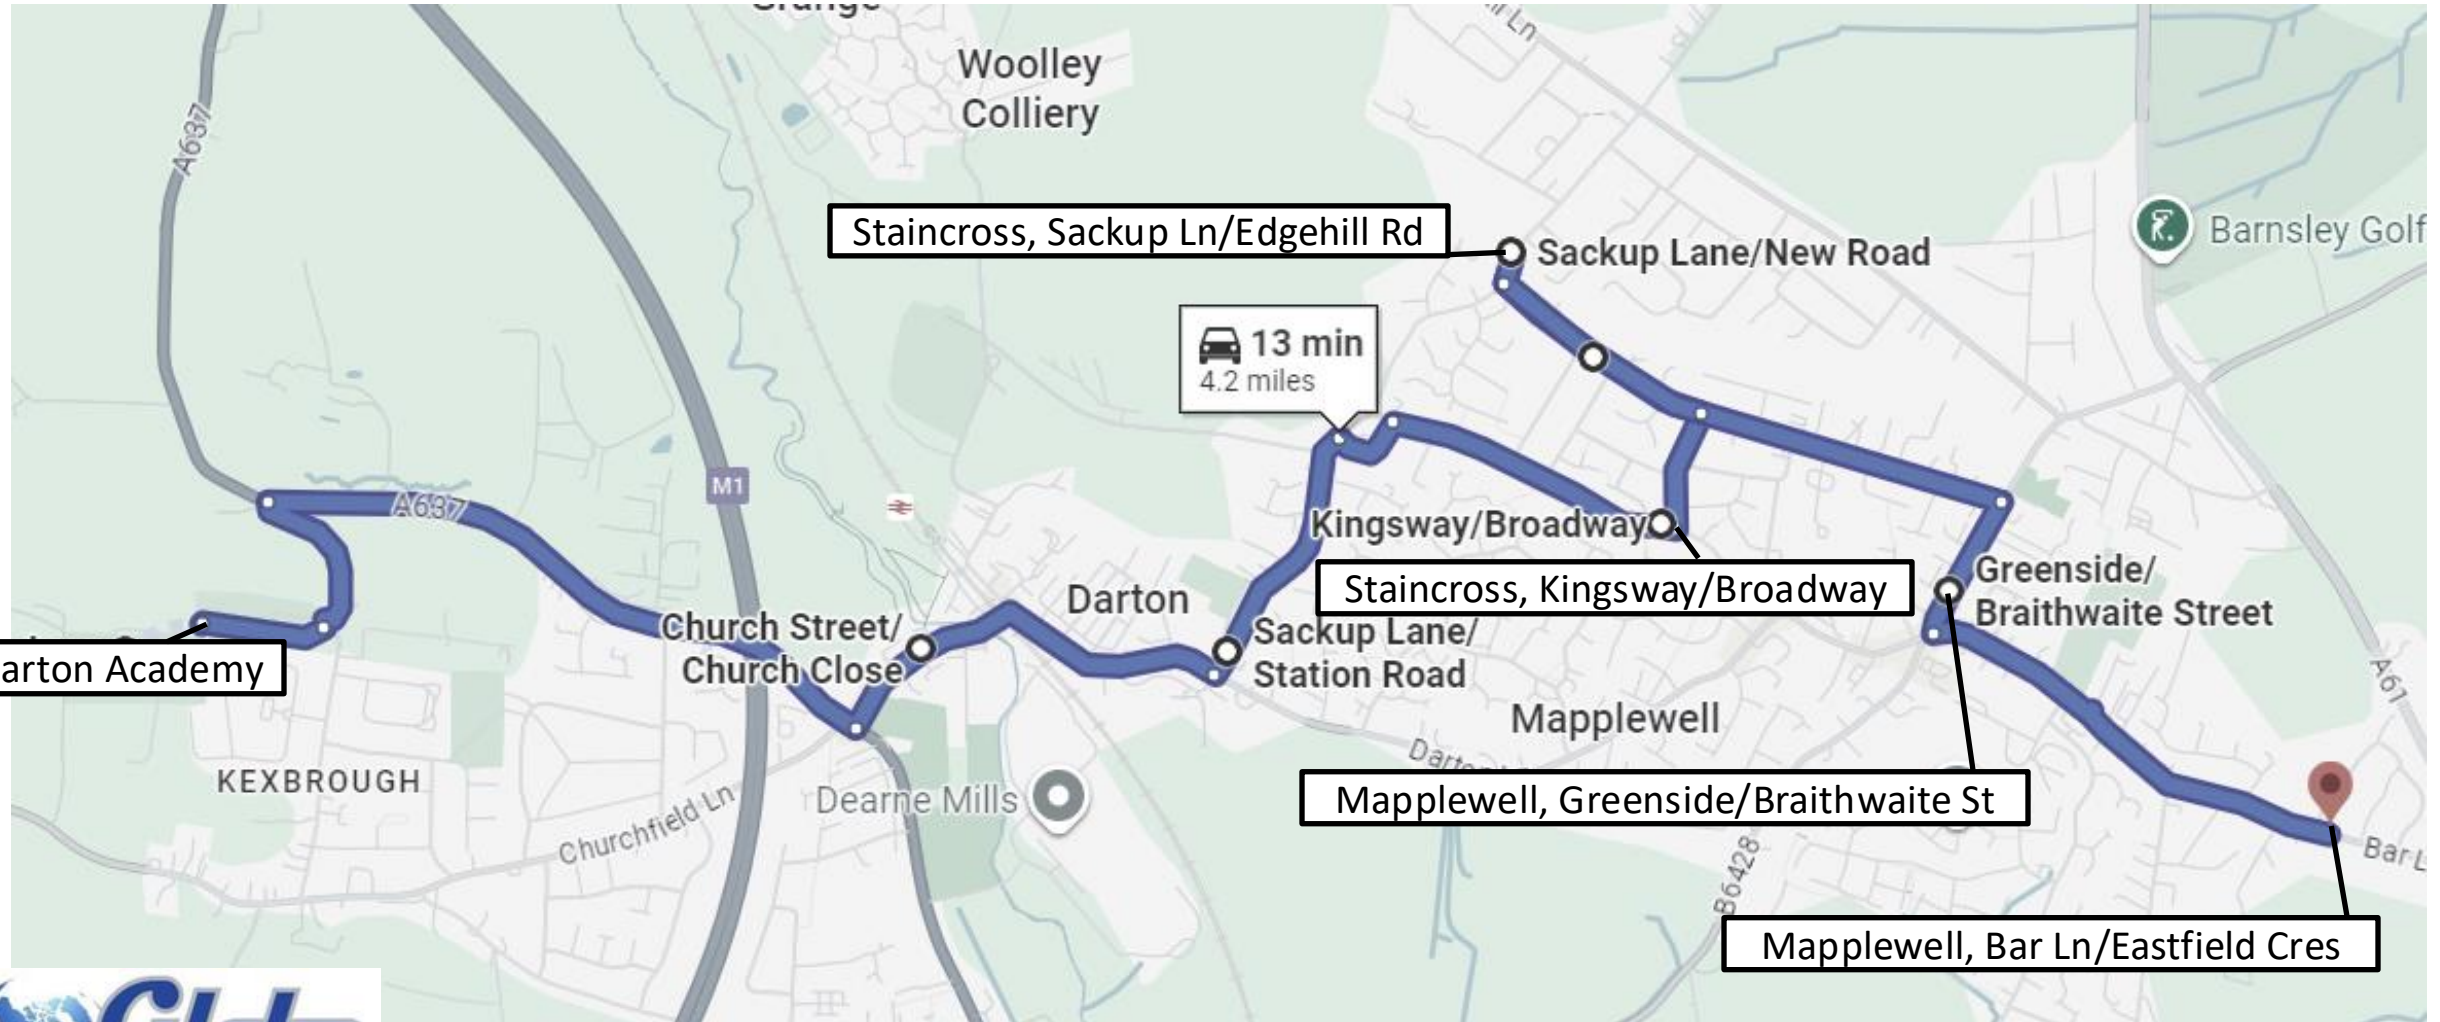 Woolley
Colliery
A637
Staincross, Sackup Ln/Edgehill Rd
Sackup Lane/New Road
Barnsley Golf
13 min
4.2 miles
M1
A637
Kingsway/Broadway
Staincross, Kingsway/Broadway
Greenside/
Braithwaite Street
Darton
Church Street/
Church Close
Sackup Lane/
Station Road
arton Academy
A61
Mapplewell
KEXBROUGH
Dearne Mills
Churchfield Ln
Mapplewell, Greenside/Braithwaite St
B6428
Bar L
Mapplewell, Bar Ln/Eastfield Cres